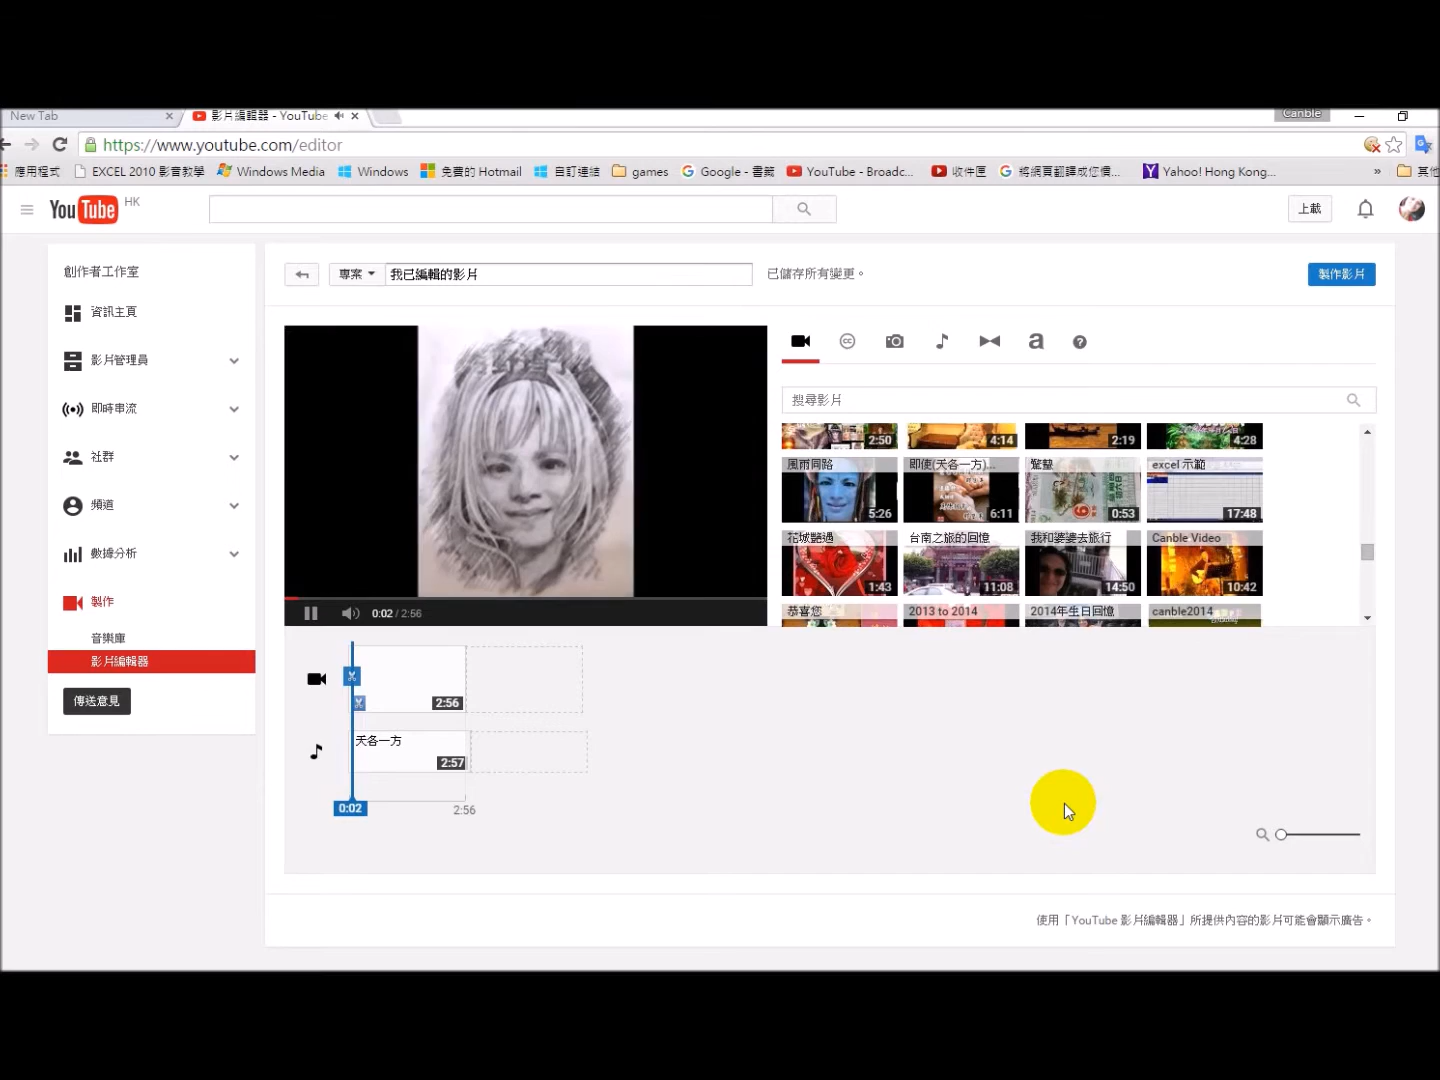 New Tab
影片編輯器 - YouTube
Canble
https://www.youtube.com/editor
應用程式 EXCEL 2010 影音教學 Windows Media Windows 免費的 Hotmail 自訂連結 games Google - 書籤 YouTube - Broadc... 收件匣 將網頁翻譯成您價... Yahoo! Hong Kong... » 其他
YouTube HK
上載
創作者工作室
資訊主頁
影片管理員
即時串流
社群
頻道
數據分析
製作
音樂庫
影片編輯器
傳送意見
專案 我已編輯的影片 已儲存所有變更。 製作影片
0:02 / 2:56
搜尋影片
2:50 4:14 2:19 4:28
風雨同路 即使(天各一方)... 驚蟄 excel 示範
5:26 6:11 0:53 17:48
花城艷遇 台南之旅的回憶 我和婆婆去旅行 Canble Video
1:43 11:08 14:50 10:42
恭喜您 2013 to 2014 2014年生日回憶 canble2014
2:56
天各一方
2:57
0:02 2:56
使用「YouTube 影片編輯器」所提供內容的影片可能會顯示廣告。